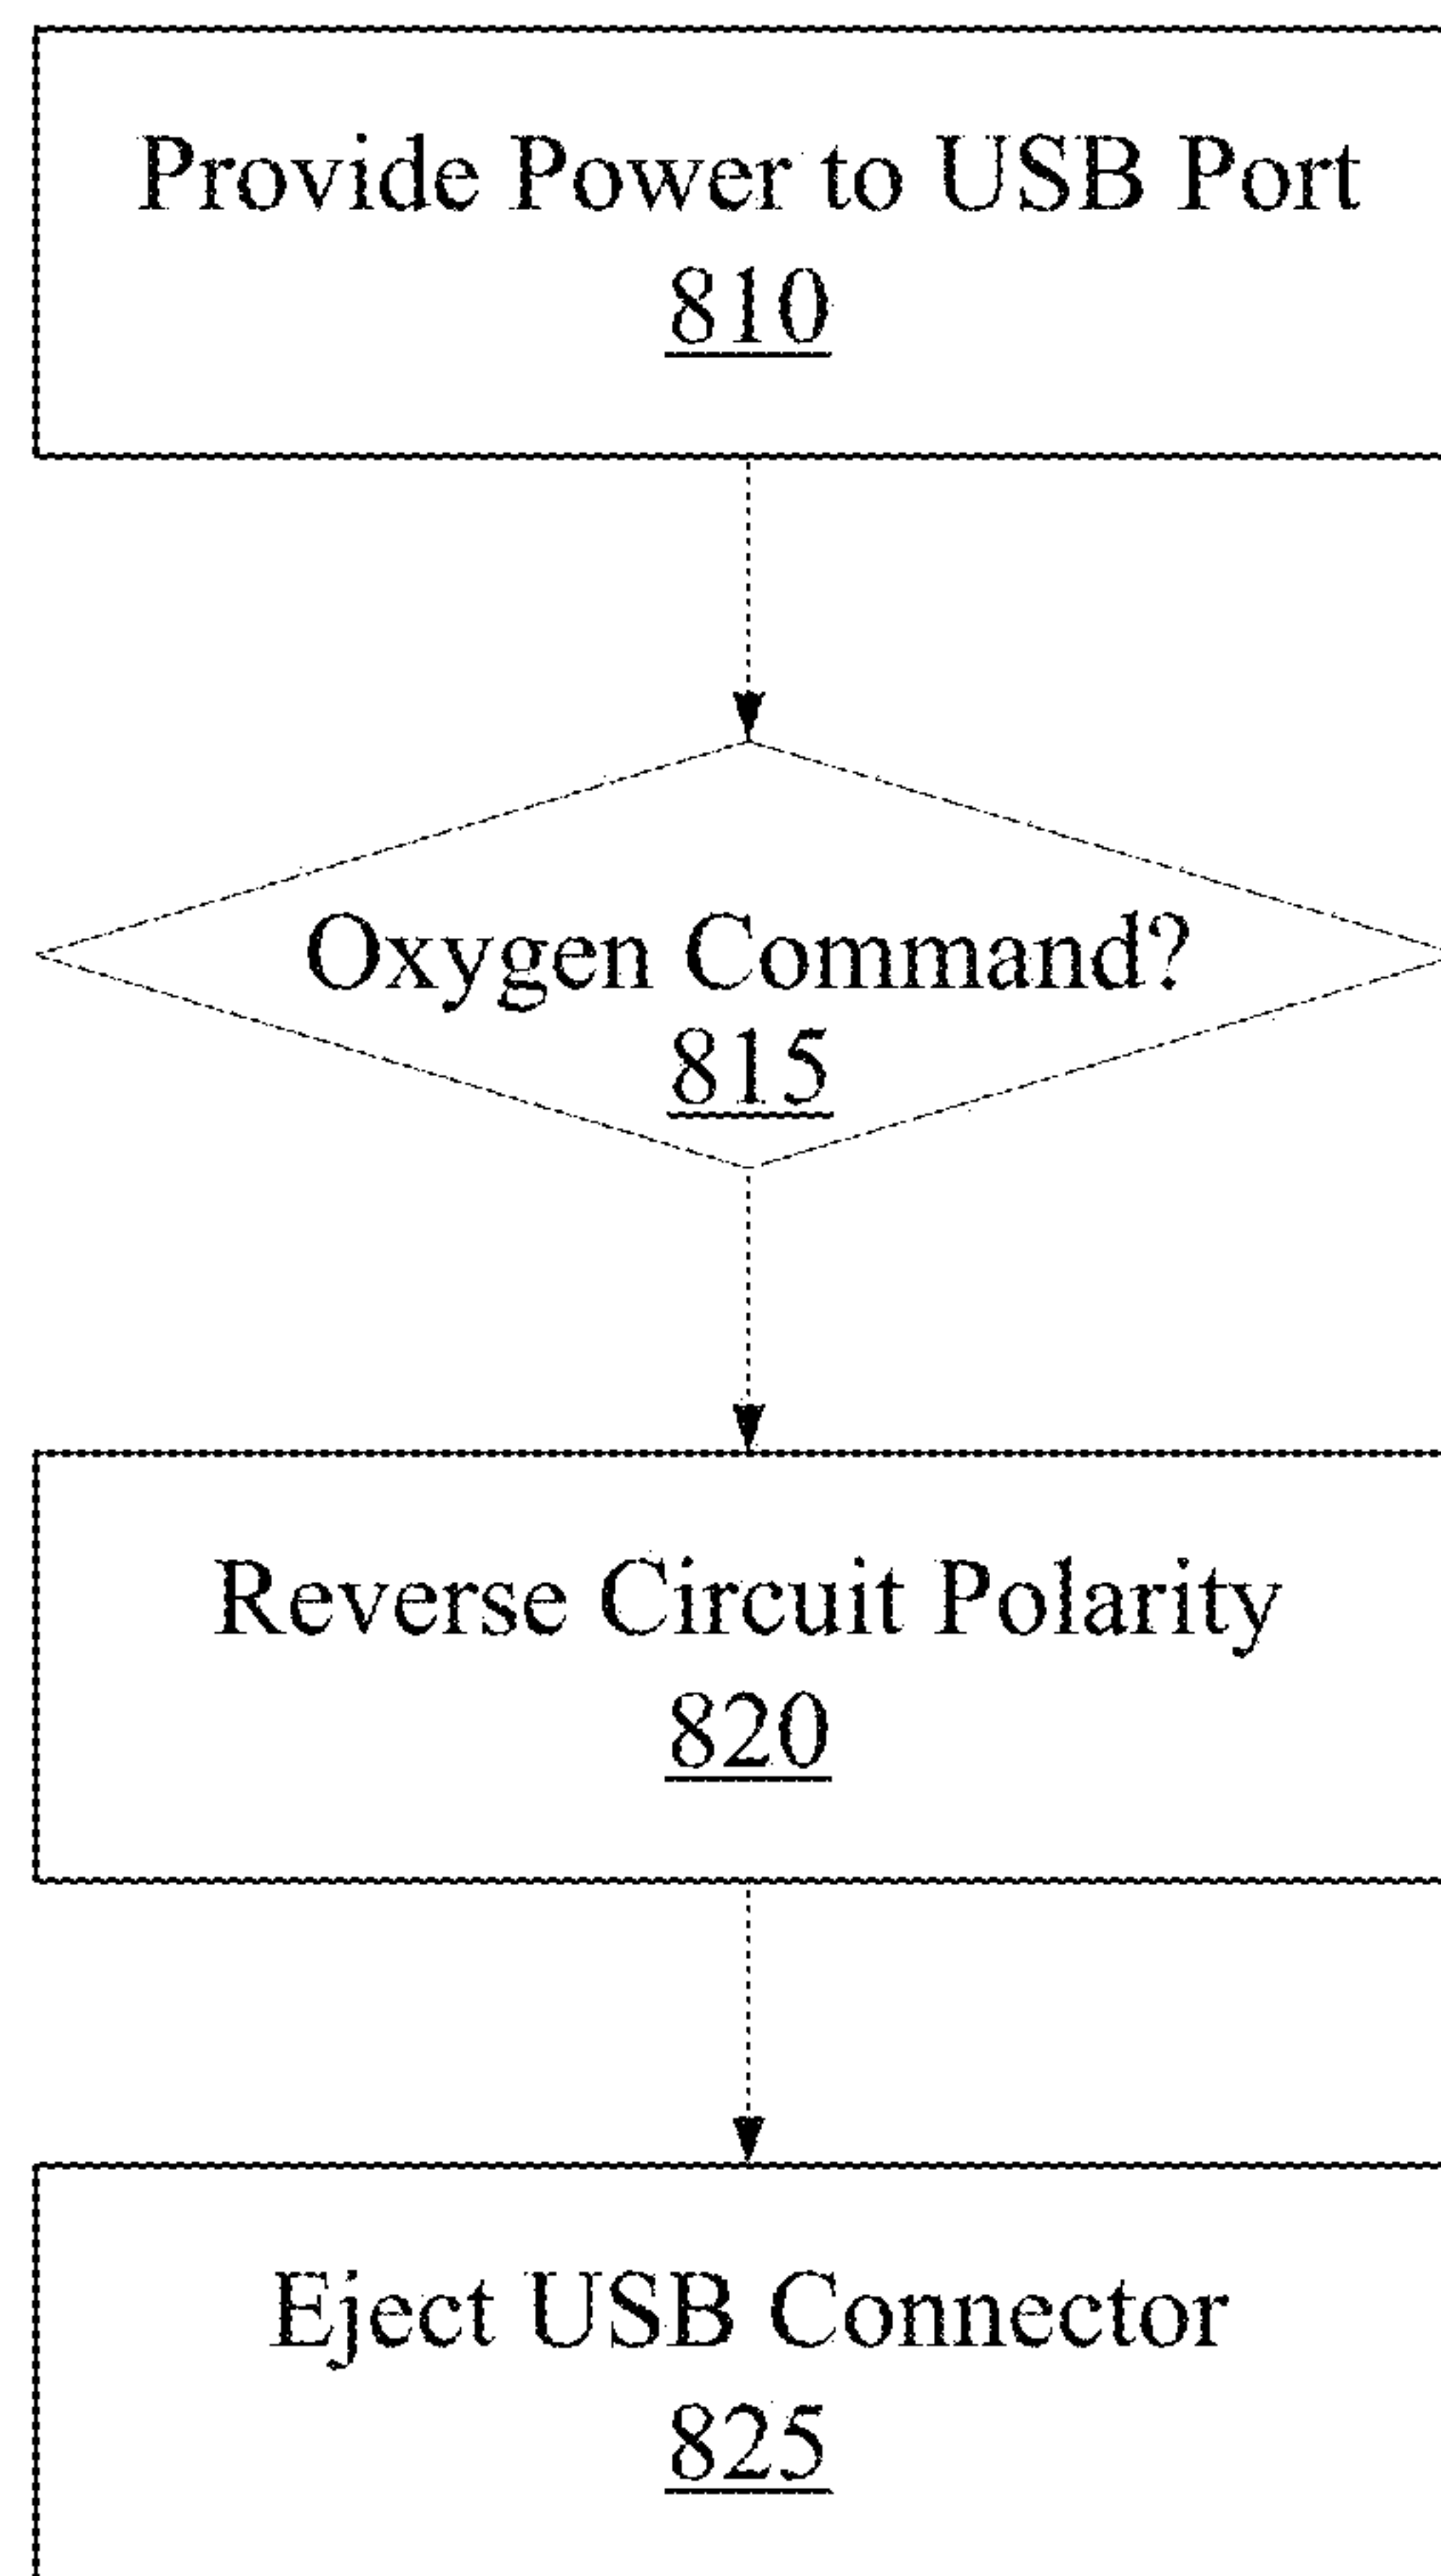 Provide Power to USB Port
810
Oxygen Command?
815
Reverse Circuit Polarity
820
Eject USB Connector
825